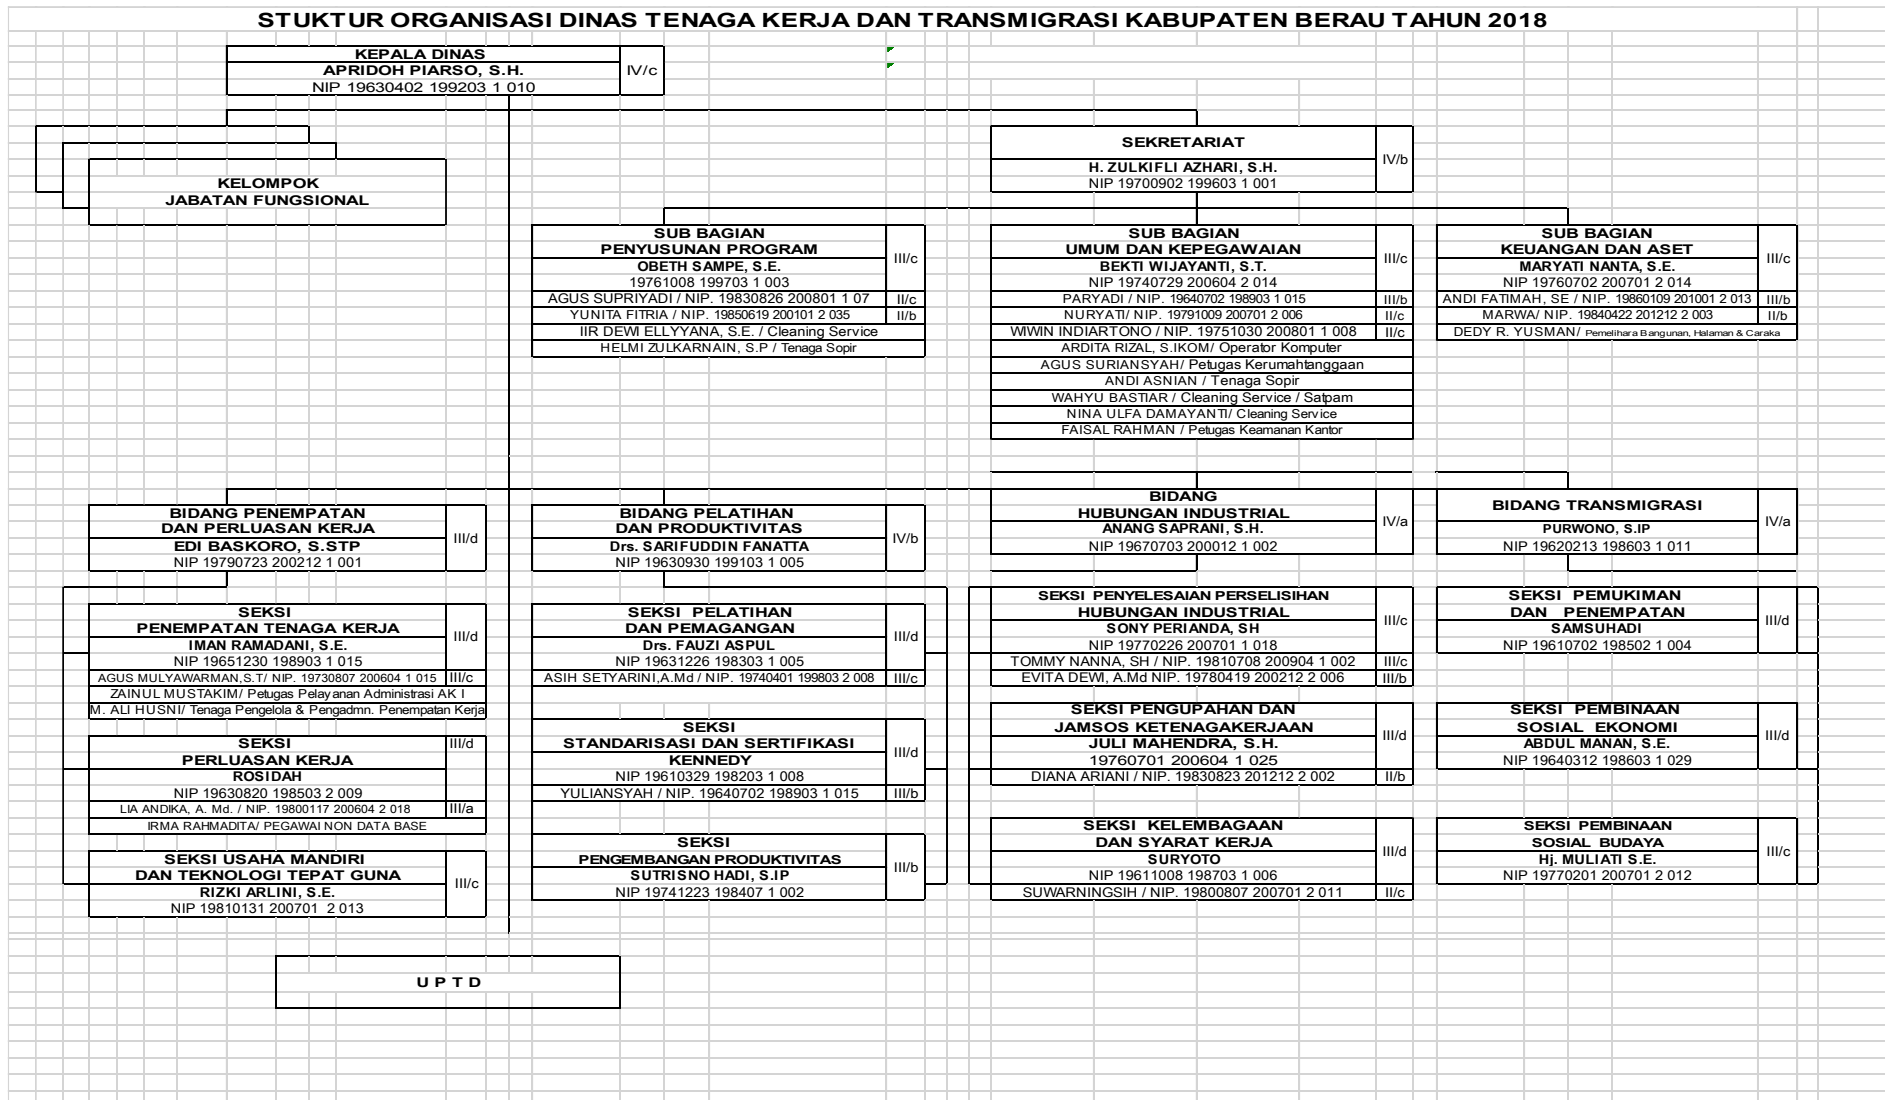 STUKTUR ORGANISASI DINAS TENAGA KERJA DAN TRANSMIGRASI KABUPATEN BERAU TAHUN 2018
KEPALA DINAS
APRIDOH PIARSO, S.H.
NIP 19630402 199203 1 010
IV/c
SEKRETARIAT
H. ZULKIFLI AZHARI, S.H.
NIP 19700902 199603 1 001
IV/b
KELOMPOK
JABATAN FUNGSIONAL
SUB BAGIAN
PENYUSUNAN PROGRAM
OBETH SAMPE, S.E.
19761008 199703 1 003
III/c
AGUS SUPRIYADI / NIP. 19830826 200801 1 07 II/c
YUNITA FITRIA / NIP. 19850619 200101 2 035 II/b
IIR DEWI ELLYYANA, S.E. / Cleaning Service
HELMI ZULKARNAIN, S.P / Tenaga Sopir
SUB BAGIAN
UMUM DAN KEPEGAWAIAN
BEKTI WIJAYANTI, S.T.
NIP 19740729 200604 2 014
III/c
PARYADI / NIP. 19640702 198903 1 015 III/b
NURYATI/ NIP. 19791009 200701 2 006 II/c
WIWIN INDIARTONO / NIP. 19751030 200801 1 008 II/c
ARDITA RIZAL, S.IKOM/ Operator Komputer
AGUS SURIANSYAH/ Petugas Kerumahtanggaan
ANDI ASNIAN / Tenaga Sopir
WAHYU BASTIAR / Cleaning Service / Satpam
NINA ULFA DAMAYANTI/ Cleaning Service
FAISAL RAHMAN / Petugas Keamanan Kantor
SUB BAGIAN
KEUANGAN DAN ASET
MARYATI NANTA, S.E.
NIP 19760702 200701 2 014
III/c
ANDI FATIMAH, SE / NIP. 19860109 201001 2 013 III/b
MARWA/ NIP. 19840422 201212 2 003 II/b
DEDY R. YUSMAN/ Pemelihara Bangunan, Halaman & Caraka
BIDANG PENEMPATAN
DAN PERLUASAN KERJA
EDI BASKORO, S.STP
NIP 19790723 200212 1 001
III/d
BIDANG PELATIHAN
DAN PRODUKTIVITAS
Drs. SARIFUDDIN FANATTA
NIP 19630930 199103 1 005
IV/b
BIDANG
HUBUNGAN INDUSTRIAL
ANANG SAPRANI, S.H.
NIP 19670703 200012 1 002
IV/a
BIDANG TRANSMIGRASI
PURWONO, S.IP
NIP 19620213 198603 1 011
IV/a
SEKSI
PENEMPATAN TENAGA KERJA
IMAN RAMADANI, S.E.
NIP 19651230 198903 1 015
III/d
AGUS MULYAWARMAN,S.T/ NIP. 19730807 200604 1 015 III/c
ZAINUL MUSTAKIM/ Petugas Pelayanan Administrasi AK I
M. ALI HUSNI/ Tenaga Pengelola & Pengadmn. Penempatan Kerja
SEKSI
PERLUASAN KERJA
ROSIDAH
NIP 19630820 198503 2 009
III/d
LIA ANDIKA, A. Md. / NIP. 19800117 200604 2 018 III/a
IRMA RAHMADITA/ PEGAWAI NON DATA BASE
SEKSI USAHA MANDIRI
DAN TEKNOLOGI TEPAT GUNA
RIZKI ARLINI, S.E.
NIP 19810131 200701 2 013
III/c
SEKSI PELATIHAN
DAN PEMAGANGAN
Drs. FAUZI ASPUL
NIP 19631226 198303 1 005
III/d
ASIH SETYARINI,A.Md / NIP. 19740401 199803 2 008 III/c
SEKSI
STANDARISASI DAN SERTIFIKASI
KENNEDY
NIP 19610329 198203 1 008
III/d
YULIANSYAH / NIP. 19640702 198903 1 015 III/b
SEKSI
PENGEMBANGAN PRODUKTIVITAS
SUTRISNO HADI, S.IP
NIP 19741223 198407 1 002
III/b
SEKSI PENYELESAIAN PERSELISIHAN
HUBUNGAN INDUSTRIAL
SONY PERIANDA, SH
NIP 19770226 200701 1 018
III/c
TOMMY NANNA, SH / NIP. 19810708 200904 1 002 III/c
EVITA DEWI, A.Md NIP. 19780419 200212 2 006 III/b
SEKSI PENGUPAHAN DAN
JAMSOS KETENAGAKERJAAN
JULI MAHENDRA, S.H.
19760701 200604 1 025
III/d
DIANA ARIANI / NIP. 19830823 201212 2 002 II/b
SEKSI KELEMBAGAAN
DAN SYARAT KERJA
SURYOTO
NIP 19611008 198703 1 006
III/d
SUWARNINGSIH / NIP. 19800807 200701 2 011 II/c
SEKSI PEMUKIMAN
DAN PENEMPATAN
SAMSUHADI
NIP 19610702 198502 1 004
III/d
SEKSI PEMBINAAN
SOSIAL EKONOMI
ABDUL MANAN, S.E.
NIP 19640312 198603 1 029
III/d
SEKSI PEMBINAAN
SOSIAL BUDAYA
Hj. MULIATI S.E.
NIP 19770201 200701 2 012
III/c
U P T D